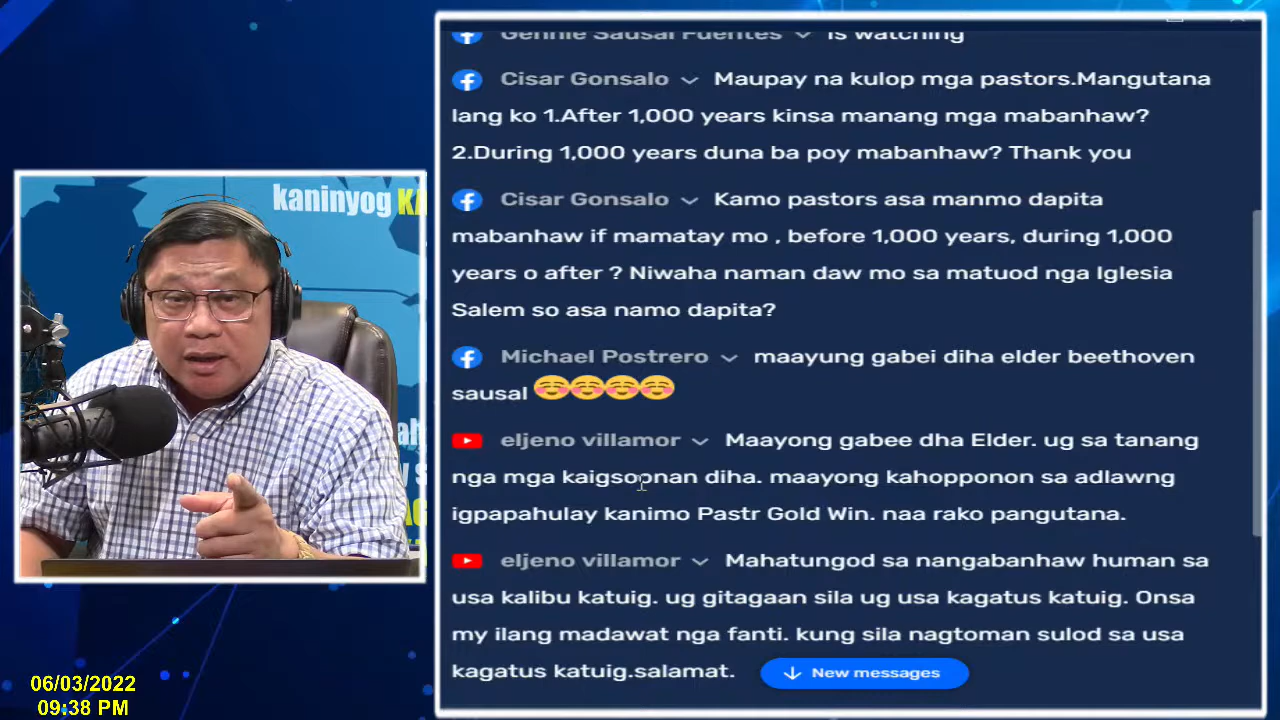 Gennie Sausal Fuentes is watching
Cisar Gonsalo Maupay na kulop mga pastors.Mangutana
lang ko 1.After 1,000 years kinsa manang mga mabanhaw?
2.During 1,000 years duna ba poy mabanhaw? Thank you
Cisar Gonsalo Kamo pastors asa manmo dapita
mabanhaw if mamatay mo , before 1,000 years, during 1,000
years o after ? Niwaha naman daw mo sa matuod nga Iglesia
Salem so asa namo dapita?
Michael Postrero maayung gabei diha elder beethoven
sausal
eljeno villamor Maayong gabee dha Elder. ug sa tanang
nga mga kaigsoonan diha. maayong kahopponon sa adlawng
igpapahulay kanimo Pastr Gold Win. naa rako pangutana.
eljeno villamor Mahatungod sa nangabanhaw human sa
usa kalibu katuig. ug gitagaan sila ug usa kagatus katuig. Onsa
my ilang madawat nga fanti. kung sila nagtoman sulod sa usa
kagatus katuig.salamat.
New messages
kaninyog
06/03/2022
09:38 PM